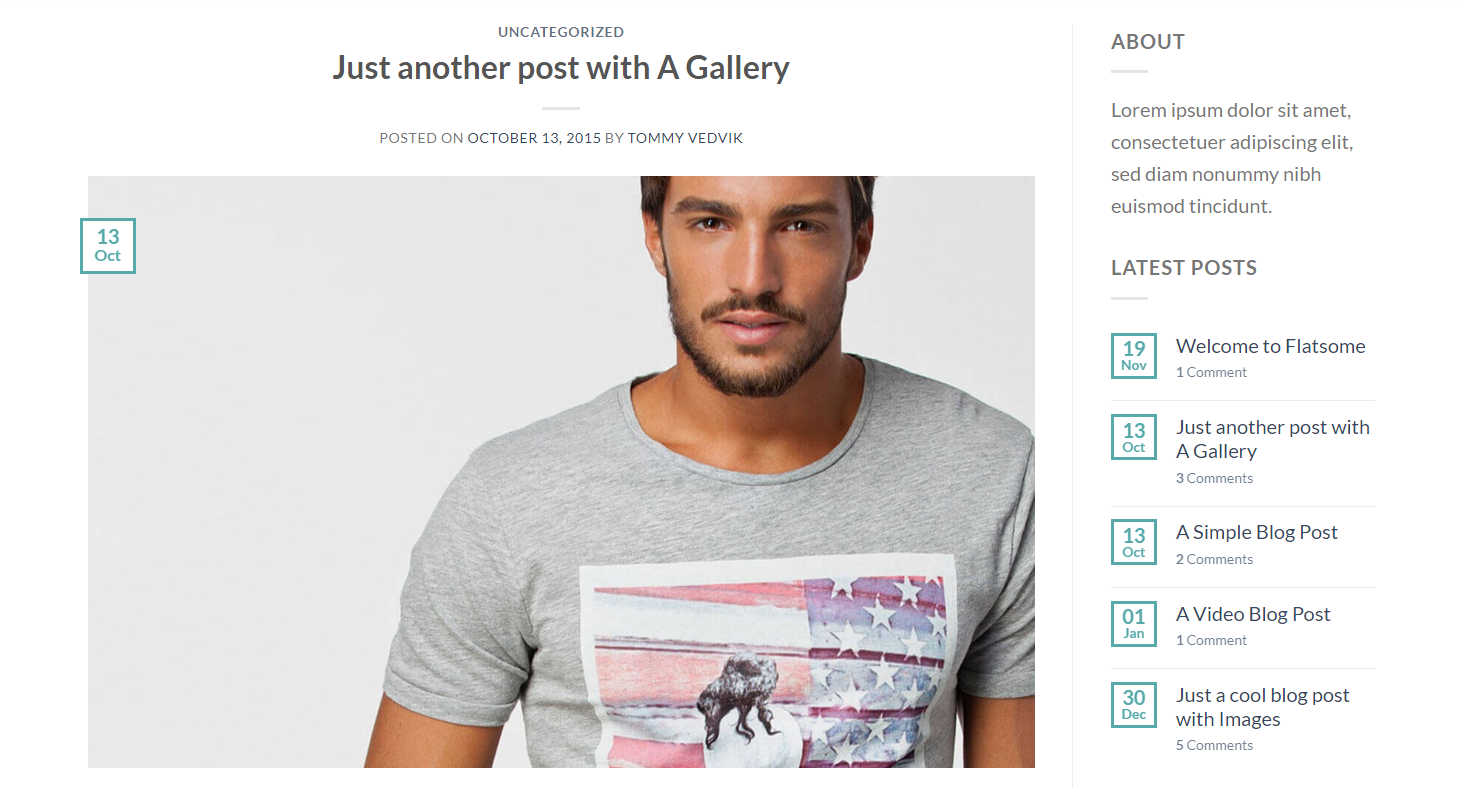 UNCATEGORIZED
Just another post with A Gallery
POSTED ON OCTOBER 13, 2015 BY TOMMY VEDVIK
13
Oct
ABOUT
Lorem ipsum dolor sit amet,
consectetuer adipiscing elit,
sed diam nonummy nibh
euismod tincidunt.
LATEST POSTS
19
Nov
Welcome to Flatsome
1 Comment
13
Oct
Just another post with
A Gallery
3 Comments
13
Oct
A Simple Blog Post
2 Comments
01
Jan
A Video Blog Post
1 Comment
30
Dec
Just a cool blog post
with Images
5 Comments